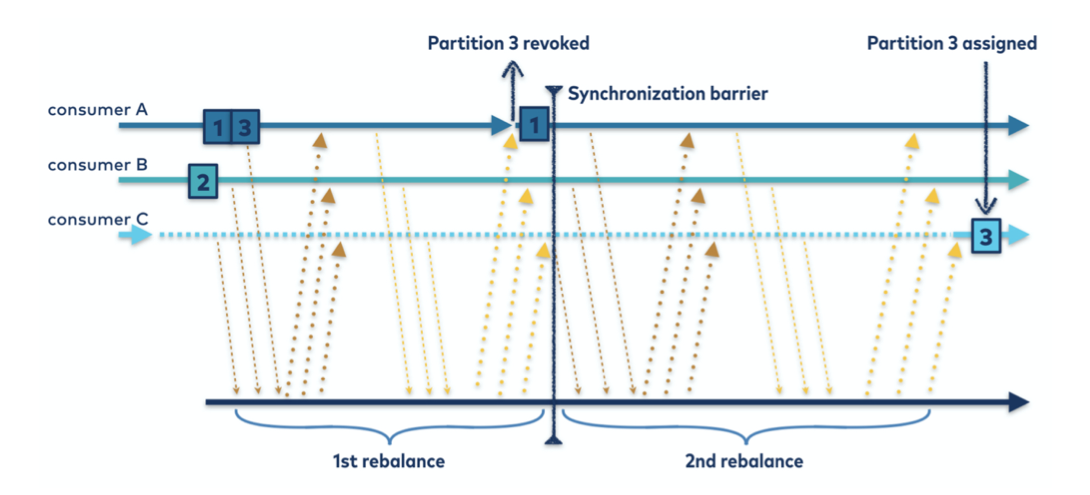 Partition 3 revoked
Partition 3 assigned
Synchronization barrier
consumer A
1 3
1
consumer B
2
consumer C
3
1st rebalance
2nd rebalance